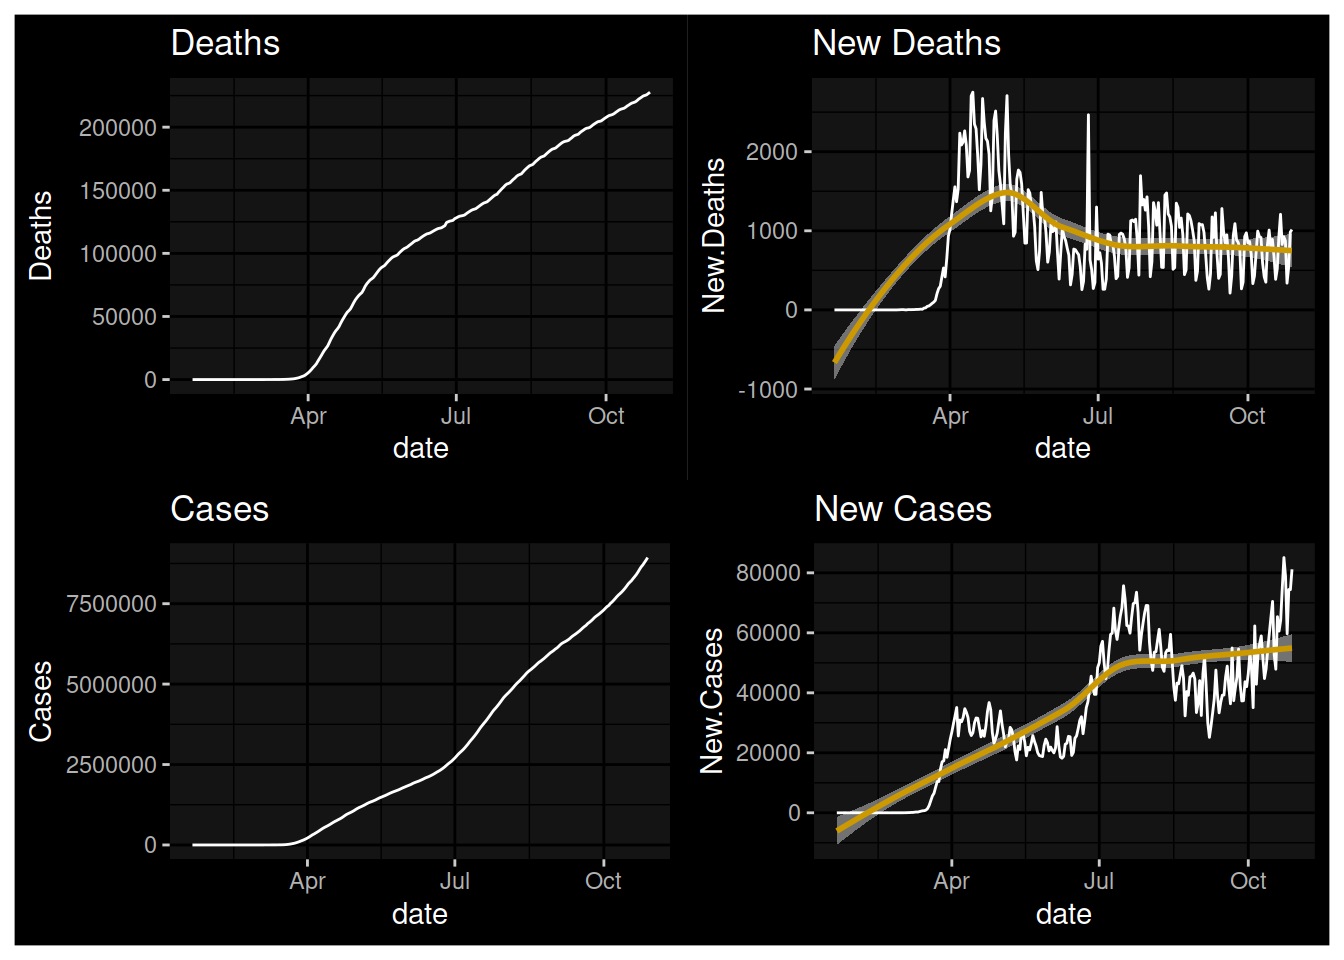 Deaths
Deaths
200000
150000
100000
50000
0
Apr Jul Oct
date
New Deaths
New.Deaths
2000
1000
0
-1000
Apr Jul Oct
date
Cases
Cases
7500000
5000000
2500000
0
Apr Jul Oct
date
New Cases
New.Cases
80000
60000
40000
20000
0
Apr Jul Oct
date